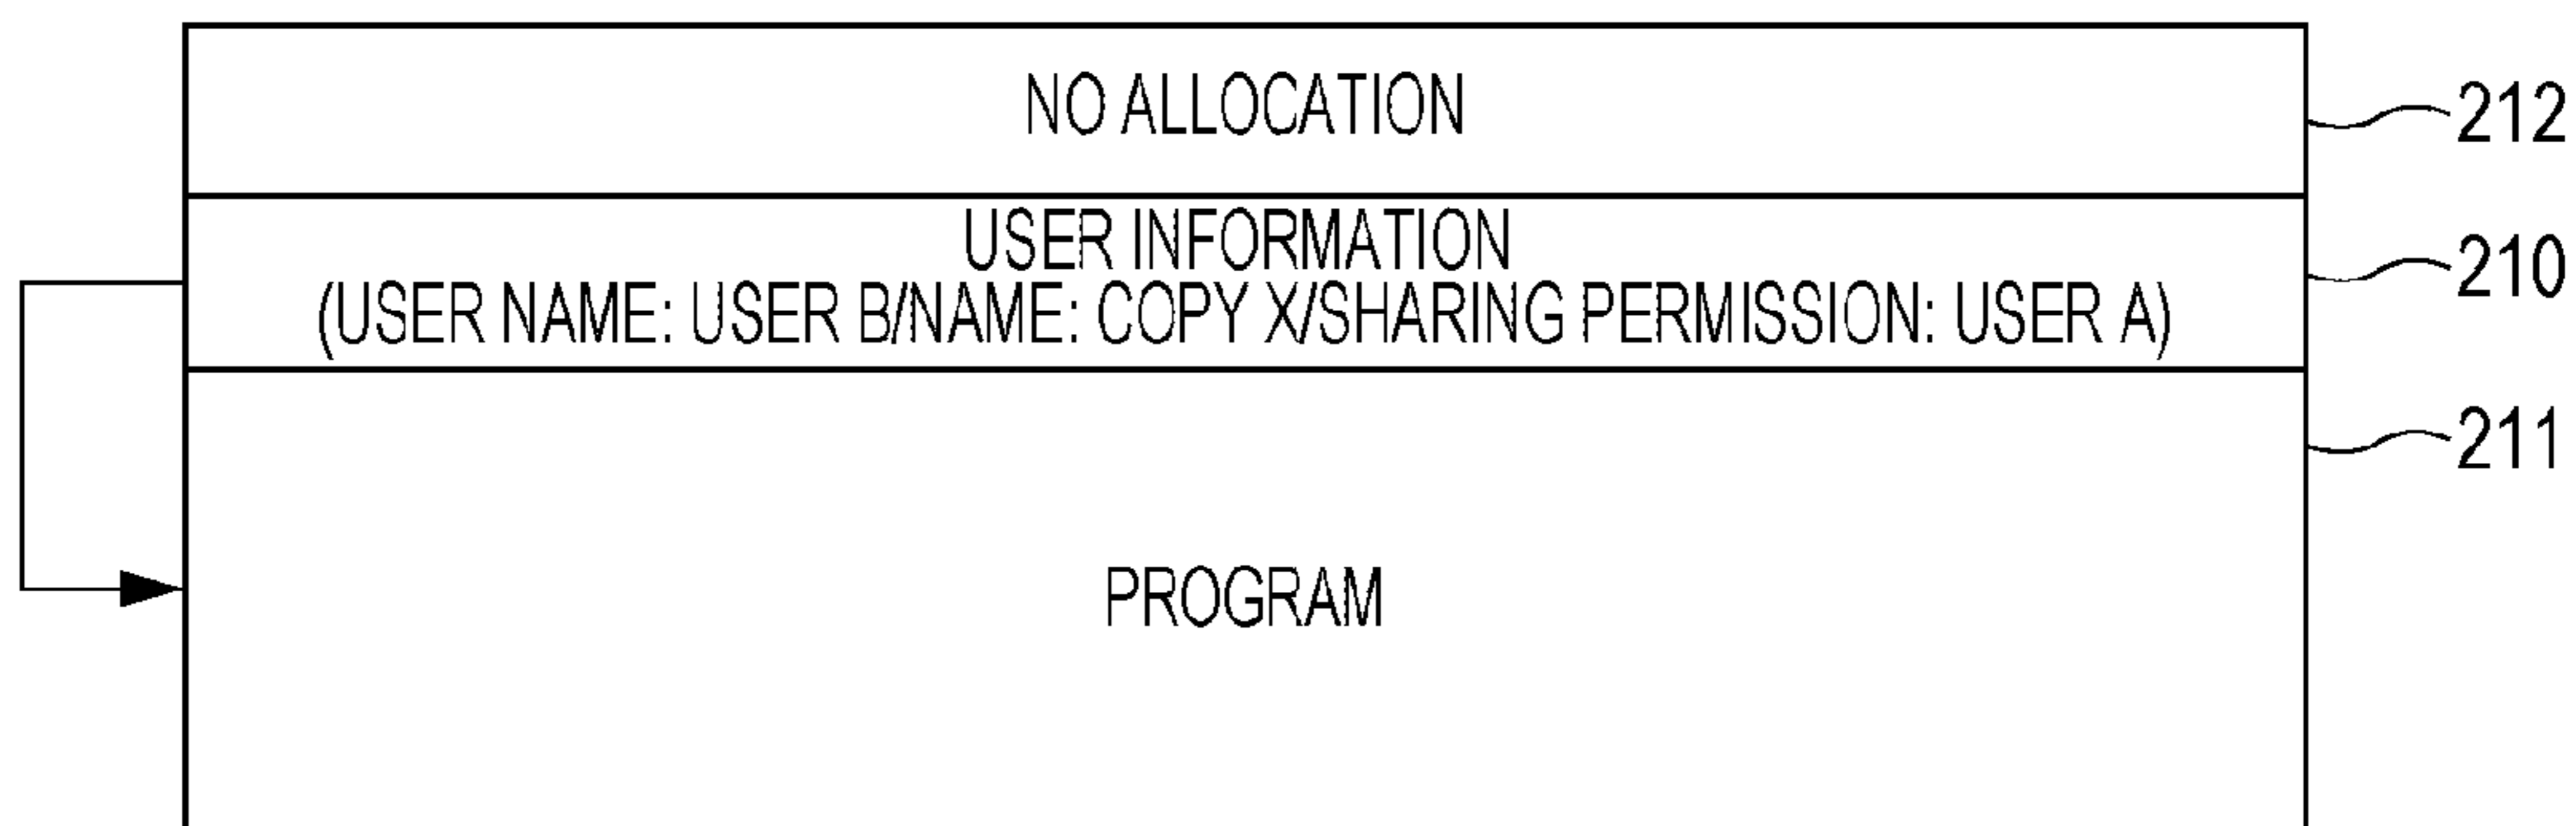 NO ALLOCATION
212
USER INFORMATION
(USER NAME: USER B/NAME: COPY X/SHARING PERMISSION: USER A)
210
211
PROGRAM